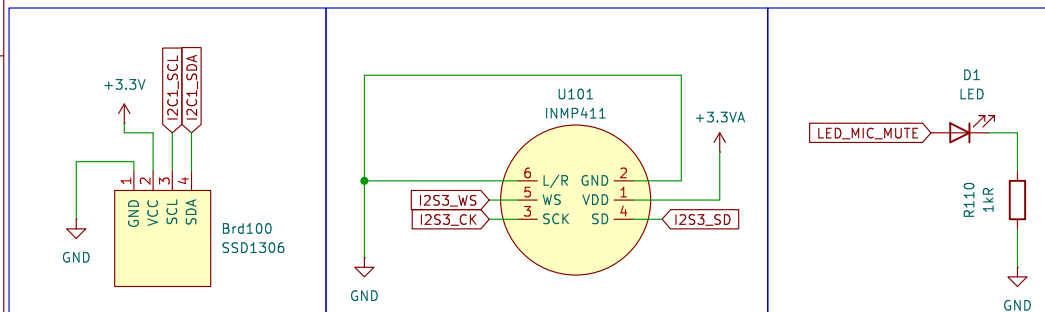 +3.3V
I2C1_SCL
I2C1_SDA
1
2
3
4
GND
VCC
SCL
SDA
Brd100
SSD1306
GND
U101
INMP411
+3.3VA
6 L/R GND 2
5 WS VDD 1
3 SCK SD 4
I2S3_WS
I2S3_CK
I2S3_SD
GND
D1
LED
LED_MIC_MUTE
R110
1kR
GND